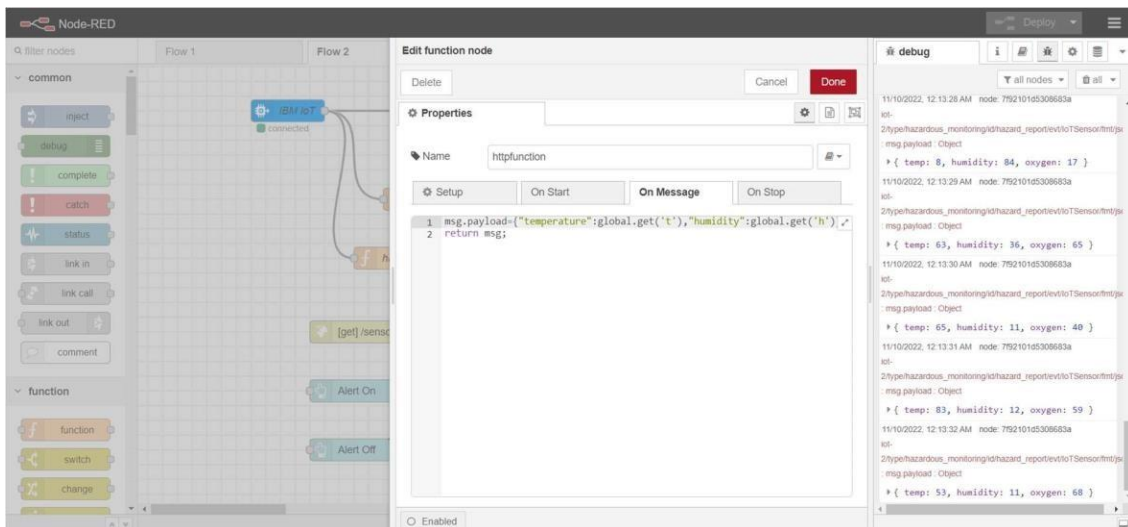 Node-RED
Deploy
filter nodes
Flow 1
Flow 2
common
inject
debug
complete
catch
status
link in
link call
link out
comment
function
function
switch
change
IBM IoT
connected
[get] /senso
Alert On
Alert Off
Edit function node
Delete
Cancel
Done
Properties
Name
httpfunction
Setup
On Start
On Message
On Stop
1 msg.payload={"temperature":global.get('t'),"humidity":global.get('h')
2 return msg;
Enabled
debug
all nodes
all
11/10/2022, 12:13:28 AM node: 7f92101d5308683a
iot-
2/type/hazardous_monitoring/id/hazard_report/evt/IoTSensor/fmt/js
: msg.payload : Object
{ temp: 8, humidity: 84, oxygen: 17 }
11/10/2022, 12:13:29 AM node: 7f92101d5308683a
iot-
2/type/hazardous_monitoring/id/hazard_report/evt/IoTSensor/fmt/js
: msg.payload : Object
{ temp: 63, humidity: 36, oxygen: 65 }
11/10/2022, 12:13:30 AM node: 7f92101d5308683a
iot-
2/type/hazardous_monitoring/id/hazard_report/evt/IoTSensor/fmt/js
: msg.payload : Object
{ temp: 65, humidity: 11, oxygen: 40 }
11/10/2022, 12:13:31 AM node: 7f92101d5308683a
iot-
2/type/hazardous_monitoring/id/hazard_report/evt/IoTSensor/fmt/js
: msg.payload : Object
{ temp: 83, humidity: 12, oxygen: 59 }
11/10/2022, 12:13:32 AM node: 7f92101d5308683a
iot-
2/type/hazardous_monitoring/id/hazard_report/evt/IoTSensor/fmt/js
: msg.payload : Object
{ temp: 53, humidity: 11, oxygen: 68 }